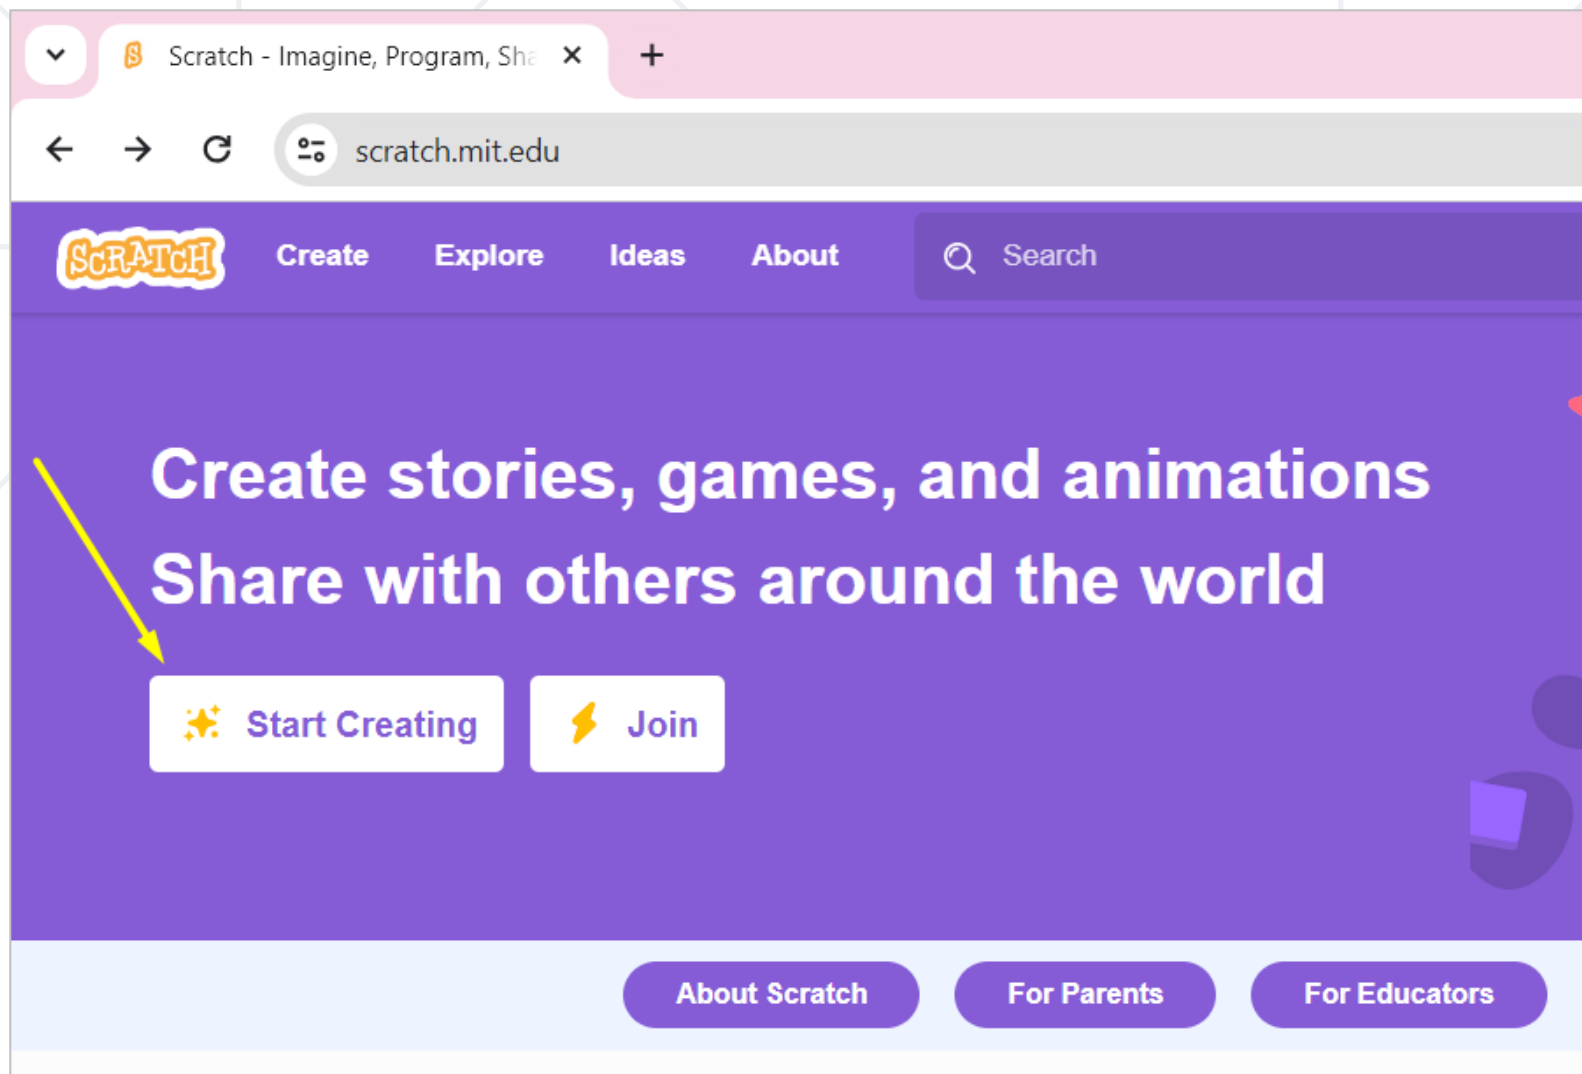 Scratch - Imagine, Program, Sha
scratch.mit.edu
SCRATCH Create Explore Ideas About Search
Create stories, games, and animations
Share with others around the world
Start Creating Join
About Scratch For Parents For Educators